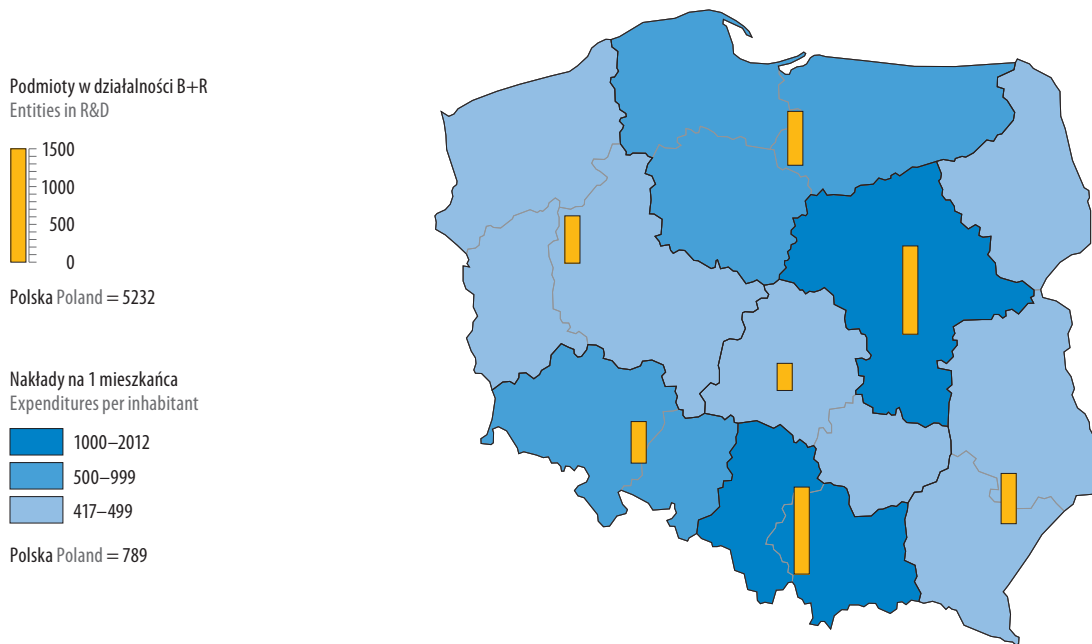 Podmioty w działalności B+R
Entities in R&D
1500
1000
500
0
Polska Poland = 5232
Nakłady na 1 mieszkańca
Expenditures per inhabitant
1000–2012
500–999
417–499
Polska Poland = 789